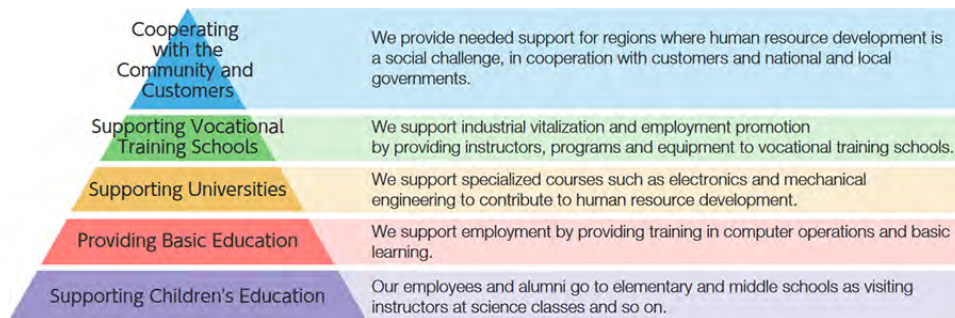 Cooperating
with the
Community and
Customers
We provide needed support for regions where human resource development is
a social challenge, in cooperation with customers and national and local
governments.
Supporting Vocational
Training Schools
We support industrial vitalization and employment promotion
by providing instructors, programs and equipment to vocational training schools.
Supporting Universities
We support specialized courses such as electronics and mechanical
engineering to contribute to human resource development.
Providing Basic Education
We support employment by providing training in computer operations and basic
learning.
Supporting Children's Education
Our employees and alumni go to elementary and middle schools as visiting
instructors at science classes and so on.